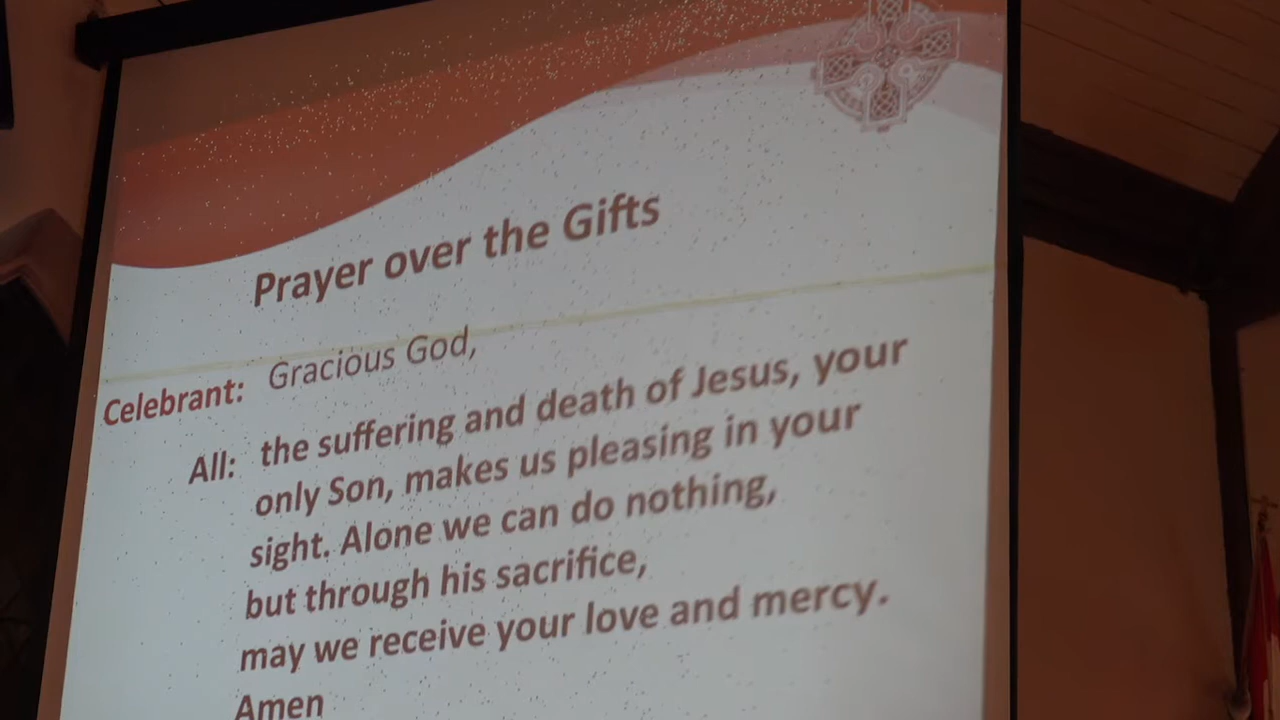 Prayer over the Gifts
Celebrant: Gracious God,
All: the suffering and death of Jesus, your
only Son, makes us pleasing in your
sight. Alone we can do nothing,
but through his sacrifice,
may we receive your love and mercy.
Amen